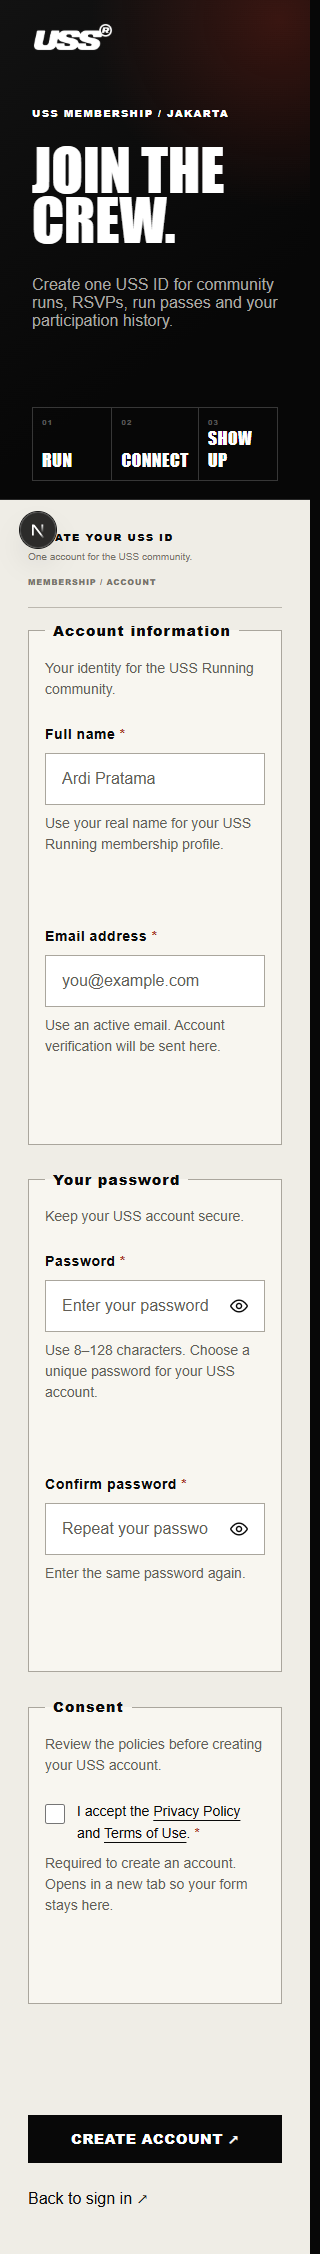 USS®
USS MEMBERSHIP / JAKARTA
JOIN THE
CREW.
Create one USS ID for community
runs, RSVPs, run passes and your
participation history.
01
RUN
02
CONNECT
03
SHOW
UP
N
ATE YOUR USS ID
One account for the USS community.
MEMBERSHIP / ACCOUNT
Account information
Your identity for the USS Running
community.
Full name *
Ardi Pratama
Use your real name for your USS
Running membership profile.
Email address *
you@example.com
Use an active email. Account
verification will be sent here.
Your password
Keep your USS account secure.
Password *
Enter your password
Use 8–128 characters. Choose a
unique password for your USS
account.
Confirm password *
Repeat your passwo
Enter the same password again.
Consent
Review the policies before creating
your USS account.
I accept the Privacy Policy
and Terms of Use. *
Required to create an account.
Opens in a new tab so your form
stays here.
CREATE ACCOUNT ↗
Back to sign in ↗